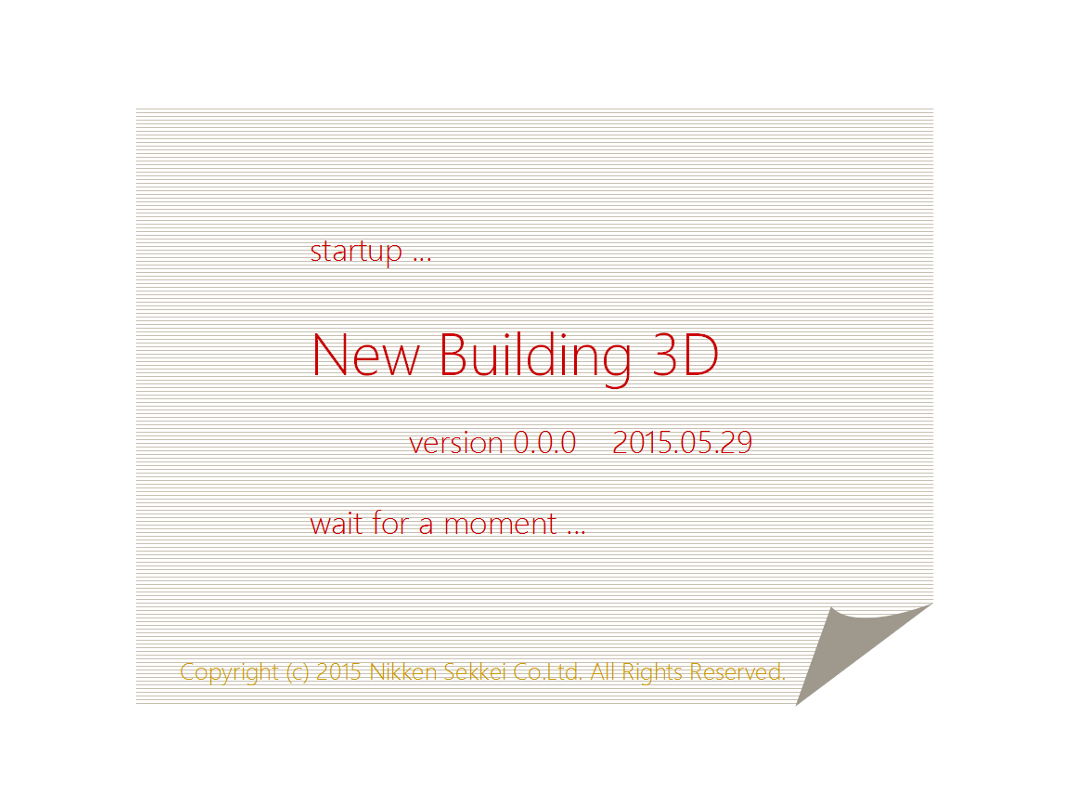 startup ...
New Building 3D
version 0.0.0 2015.05.29
wait for a moment ...
Copyright (c) 2015 Nikken Sekkei Co.Ltd. All Rights Reserved.